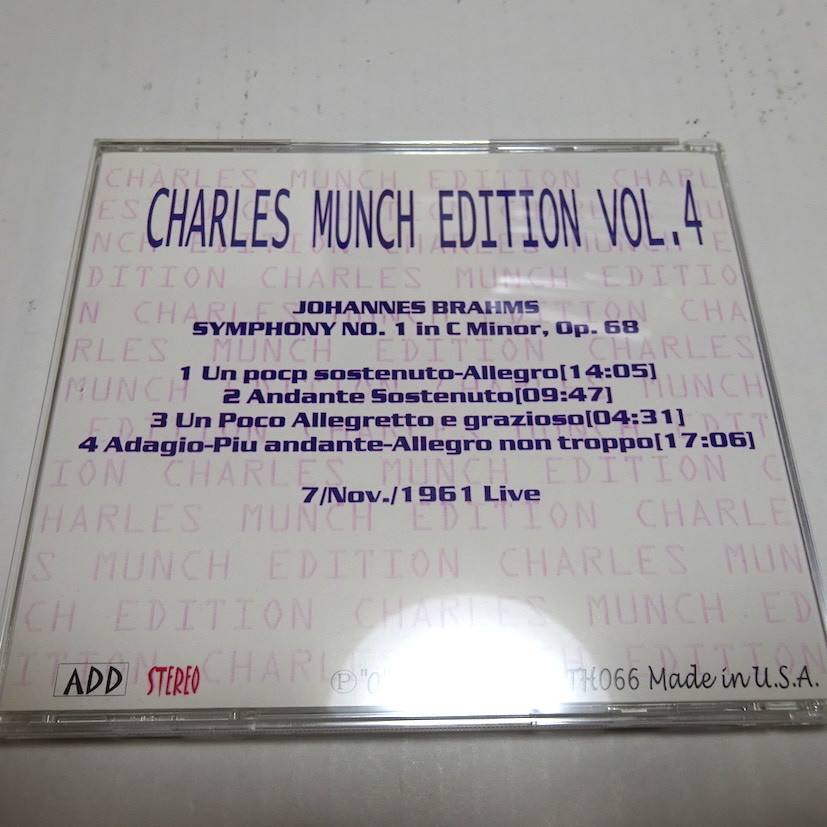 CHARLES MUNCH EDITION VOL.4
JOHANNES BRAHMS
SYMPHONY NO. 1 in C Minor, Op. 68
1 Un pocp sostenuto-Allegro[14:05]
2 Andante Sostenuto[09:47]
3 Un Poco Allegretto e grazioso[04:31]
4 Adagio-Piu andante-Allegro non troppo[17:06]
7/Nov./1961 Live
ADD STEREO ℗"0" TH066 Made in U.S.A.